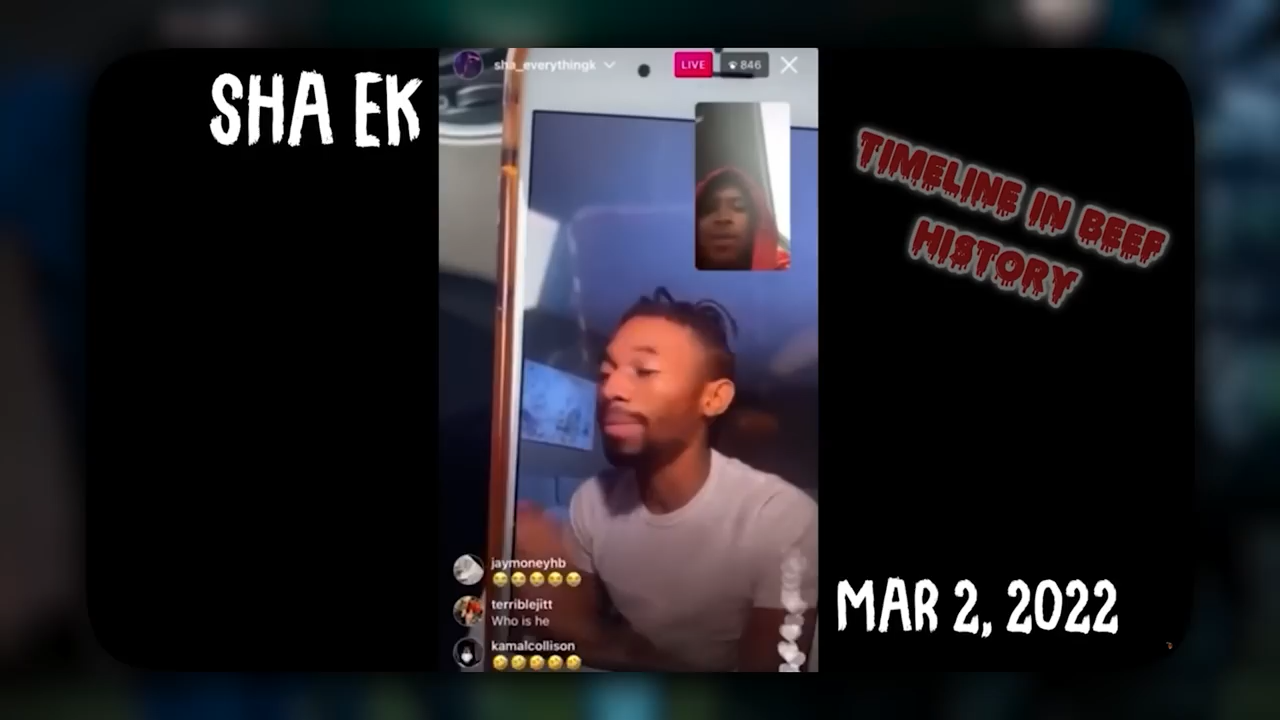 SHA EK
sha_everythingk
LIVE
846
TIMELINE IN BEEF
HISTORY
jaymoneyhb
😂😂😂😂😂
terriblejitt
Who is he
kamalcollison
🤣🤣🤣🤣🤣
MAR 2, 2022